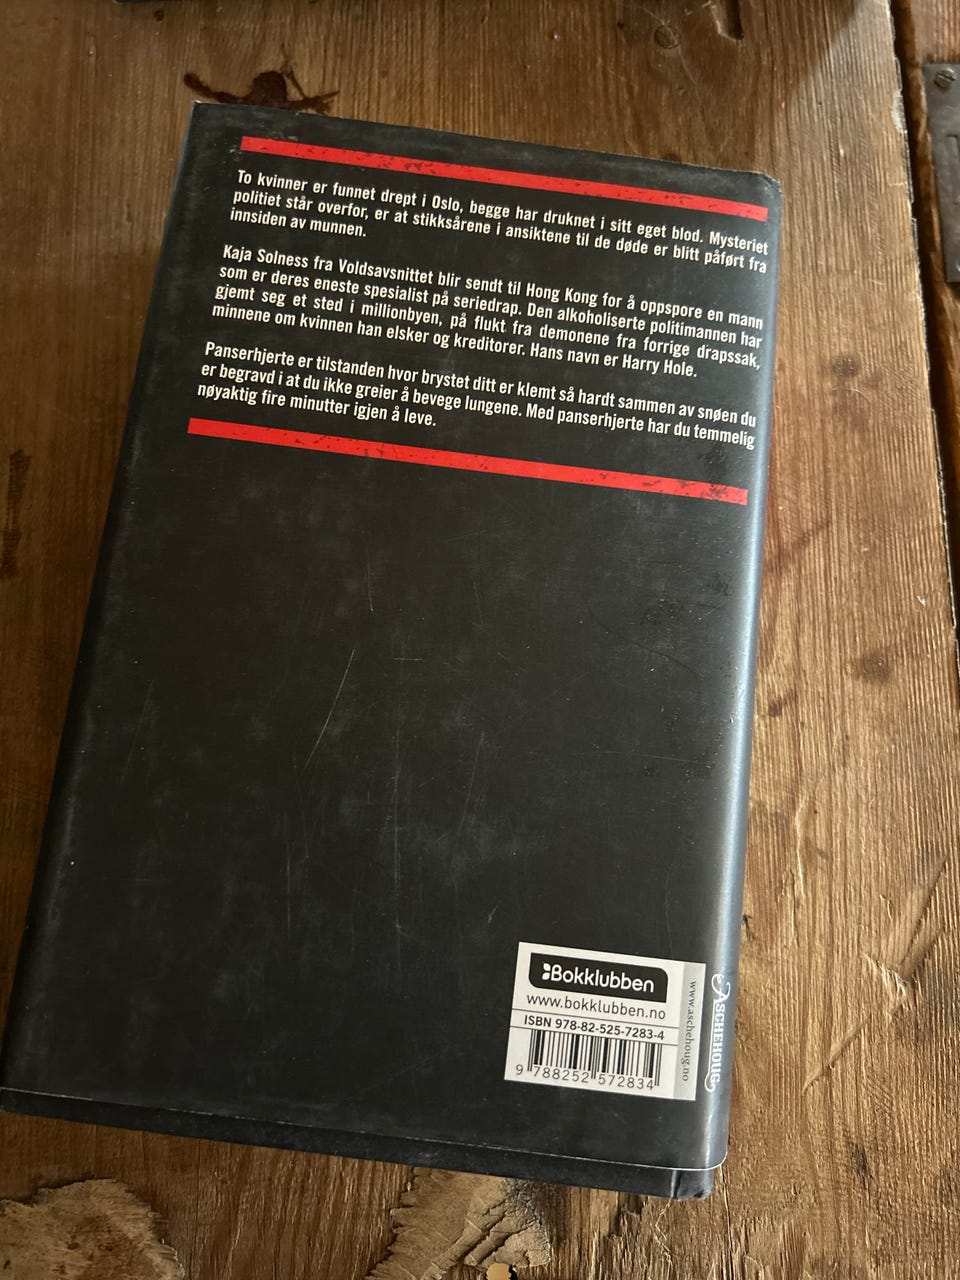 To kvinner er funnet drept i Oslo, begge har druknet i sitt eget blod. Mysteriet
politiet står overfor, er at stikksårene i ansiktene til de døde er blitt påført fra
innsiden av munnen.
Kaja Solness fra Voldsavsnittet blir sendt til Hong Kong for å oppspore en mann
som er deres eneste spesialist på seriedrap. Den alkoholiserte politimannen har
gjemt seg et sted i millionbyen, på flukt fra demonene fra forrige drapssak,
minnene om kvinnen han elsker og kreditorer. Hans navn er Harry Hole.
Panserhjerte er tilstanden hvor brystet ditt er klemt så hardt sammen av snøen du
er begravd i at du ikke greier å bevege lungene. Med panserhjerte har du temmelig
nøyaktig fire minutter igjen å leve.
Bokklubben
www.bokklubben.no
ISBN 978-82-525-7283-4
9 788252 572834
www.aschehoug.no
ASCHEHOUG